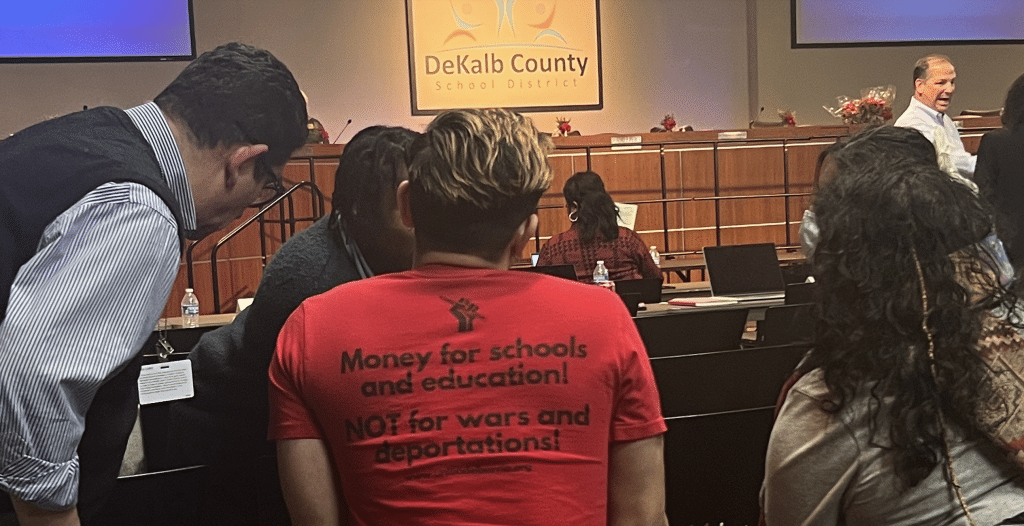 DeKalb County
School District
Money for schools
and education!
NOT for wars and
deportations!